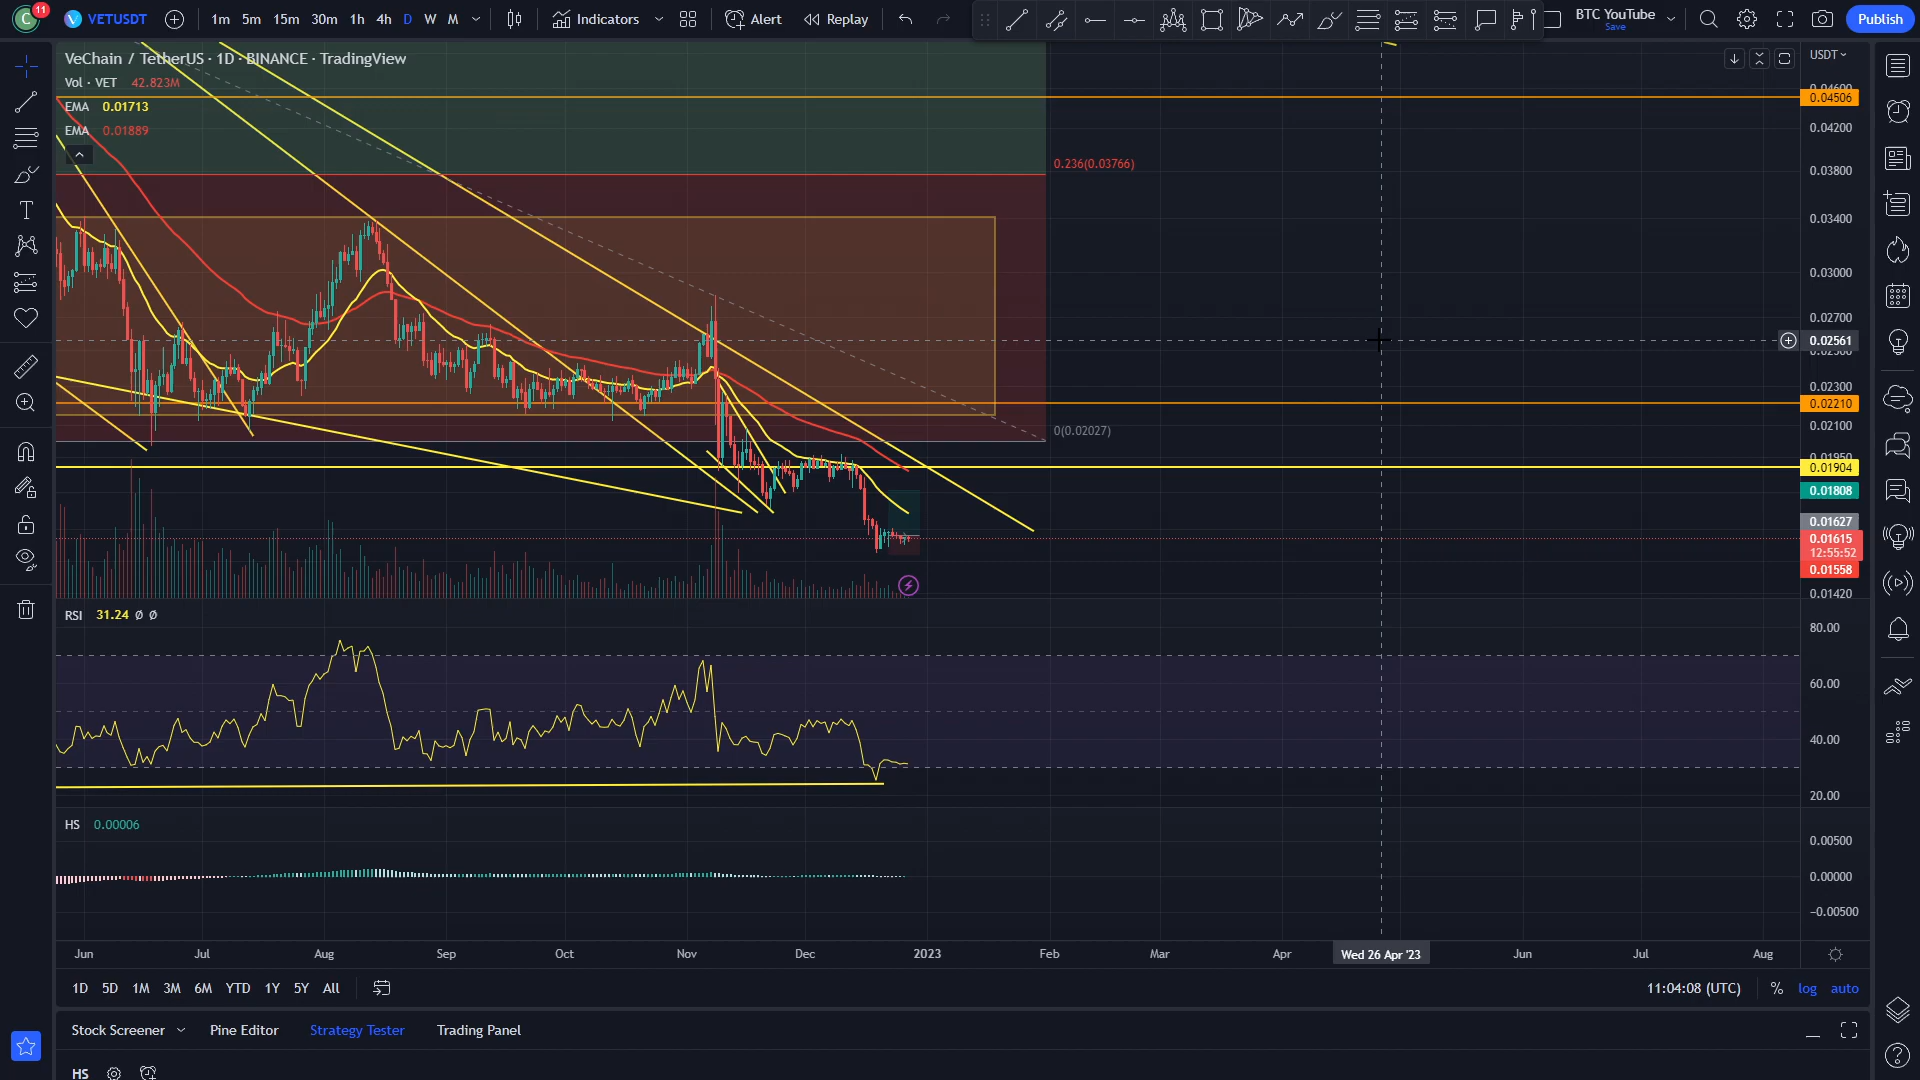 C 11 VETUSDT 1m 5m 15m 30m 1h 4h D W M Indicators Alert Replay BTC YouTube Save Publish
VeChain / TetherUS · 1D · BINANCE · TradingView
Vol · VET 42.823M
EMA 0.01713
EMA 0.01889
USDT
0.04506
0.04200
0.236(0.03766)
0.03800
0.03400
0.03000
0.02700
0.02561
0.02300
0.02210
0.02100
0(0.02027)
0.01950
0.01904
0.01808
0.01627
0.01615
12:55:52
0.01558
0.01420
RSI 31.24 Ø Ø
80.00
60.00
40.00
20.00
HS 0.00006
0.00500
0.00000
−0.00500
Jun Jul Aug Sep Oct Nov Dec 2023 Feb Mar Apr Wed 26 Apr '23 Jun Jul Aug
1D 5D 1M 3M 6M YTD 1Y 5Y All 11:04:08 (UTC) % log auto
Stock Screener Pine Editor Strategy Tester Trading Panel
HS